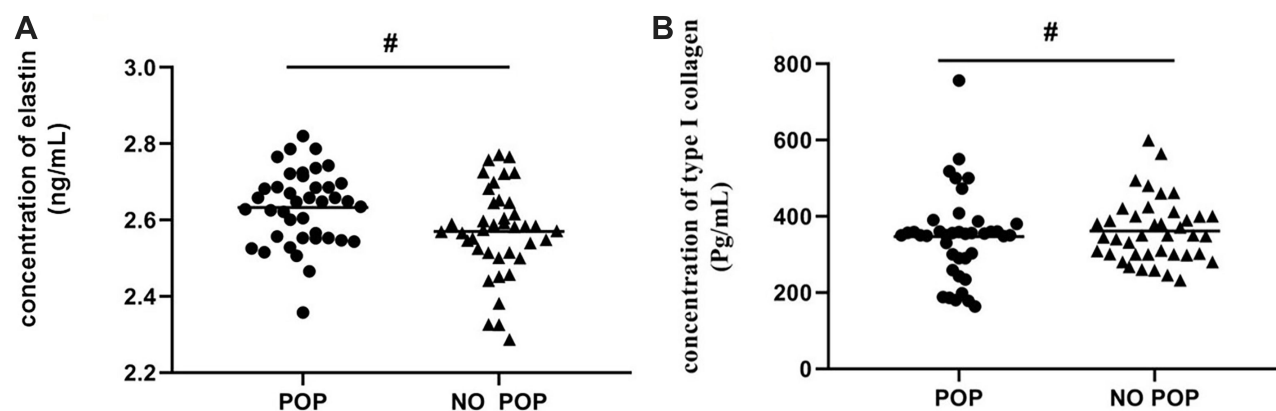 A
#
concentration of elastin
(ng/mL)
3.0
2.8
2.6
2.4
2.2
POP
NO POP
B
#
concentration of type I collagen
(Pg/mL)
800
600
400
200
0
POP
NO POP